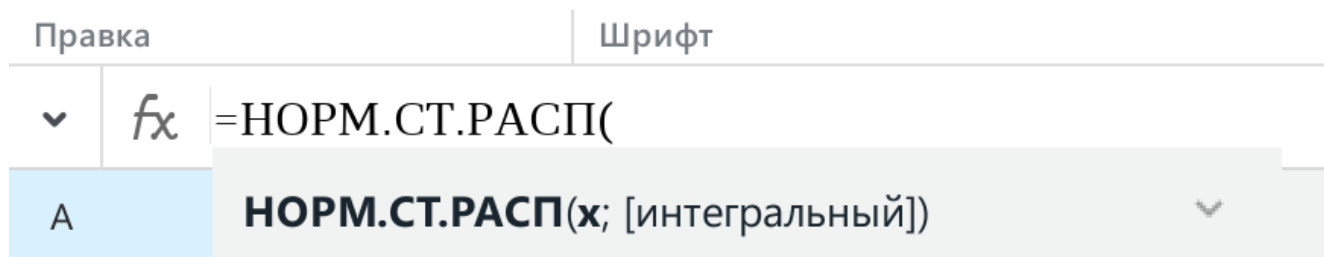 Правка Шрифт
fx =НОРМ.СТ.РАСП(
A НОРМ.СТ.РАСП(x; [интегральный])